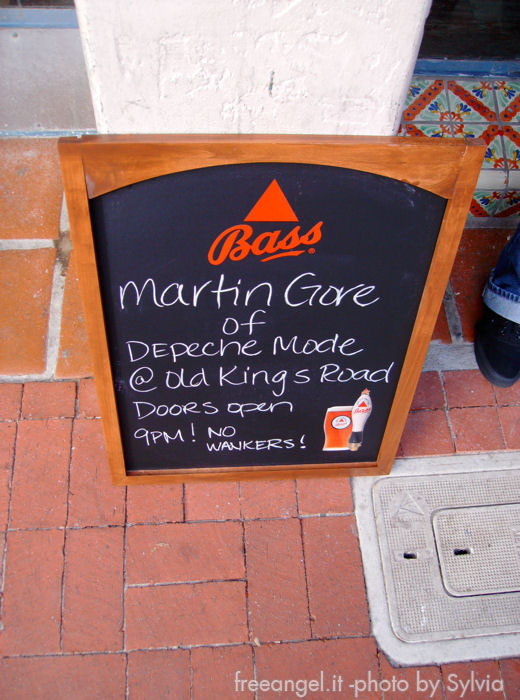 Bass
Martin Gore
of
Depeche Mode
@ Old Kings Road
Doors open
9PM! NO
WANKERS!
freeangel.it -photo by Sylvia